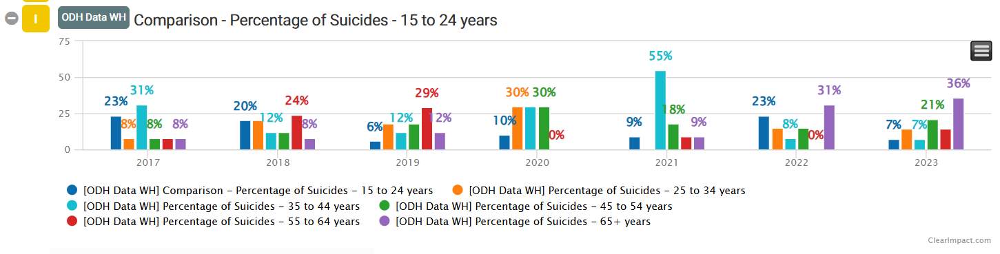 I ODH Data WH Comparison - Percentage of Suicides - 15 to 24 years
75
50
25
0
23% 8% 31% 8% 8%
20% 12% 24% 8%
6% 12% 29% 12%
10% 30% 30% 0%
9% 55% 18% 9%
23% 8% 0% 31%
7% 7% 21% 36%
2017 2018 2019 2020 2021 2022 2023
[ODH Data WH] Comparison – Percentage of Suicides – 15 to 24 years [ODH Data WH] Percentage of Suicides – 25 to 34 years
[ODH Data WH] Percentage of Suicides – 35 to 44 years [ODH Data WH] Percentage of Suicides – 45 to 54 years
[ODH Data WH] Percentage of Suicides – 55 to 64 years [ODH Data WH] Percentage of Suicides – 65+ years
ClearImpact.com